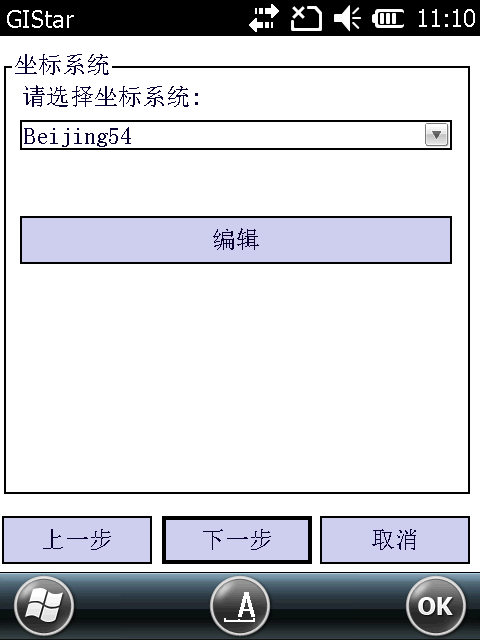 GIStar 11:10
坐标系统
请选择坐标系统:
Beijing54
编辑
上一步 下一步 取消
A OK